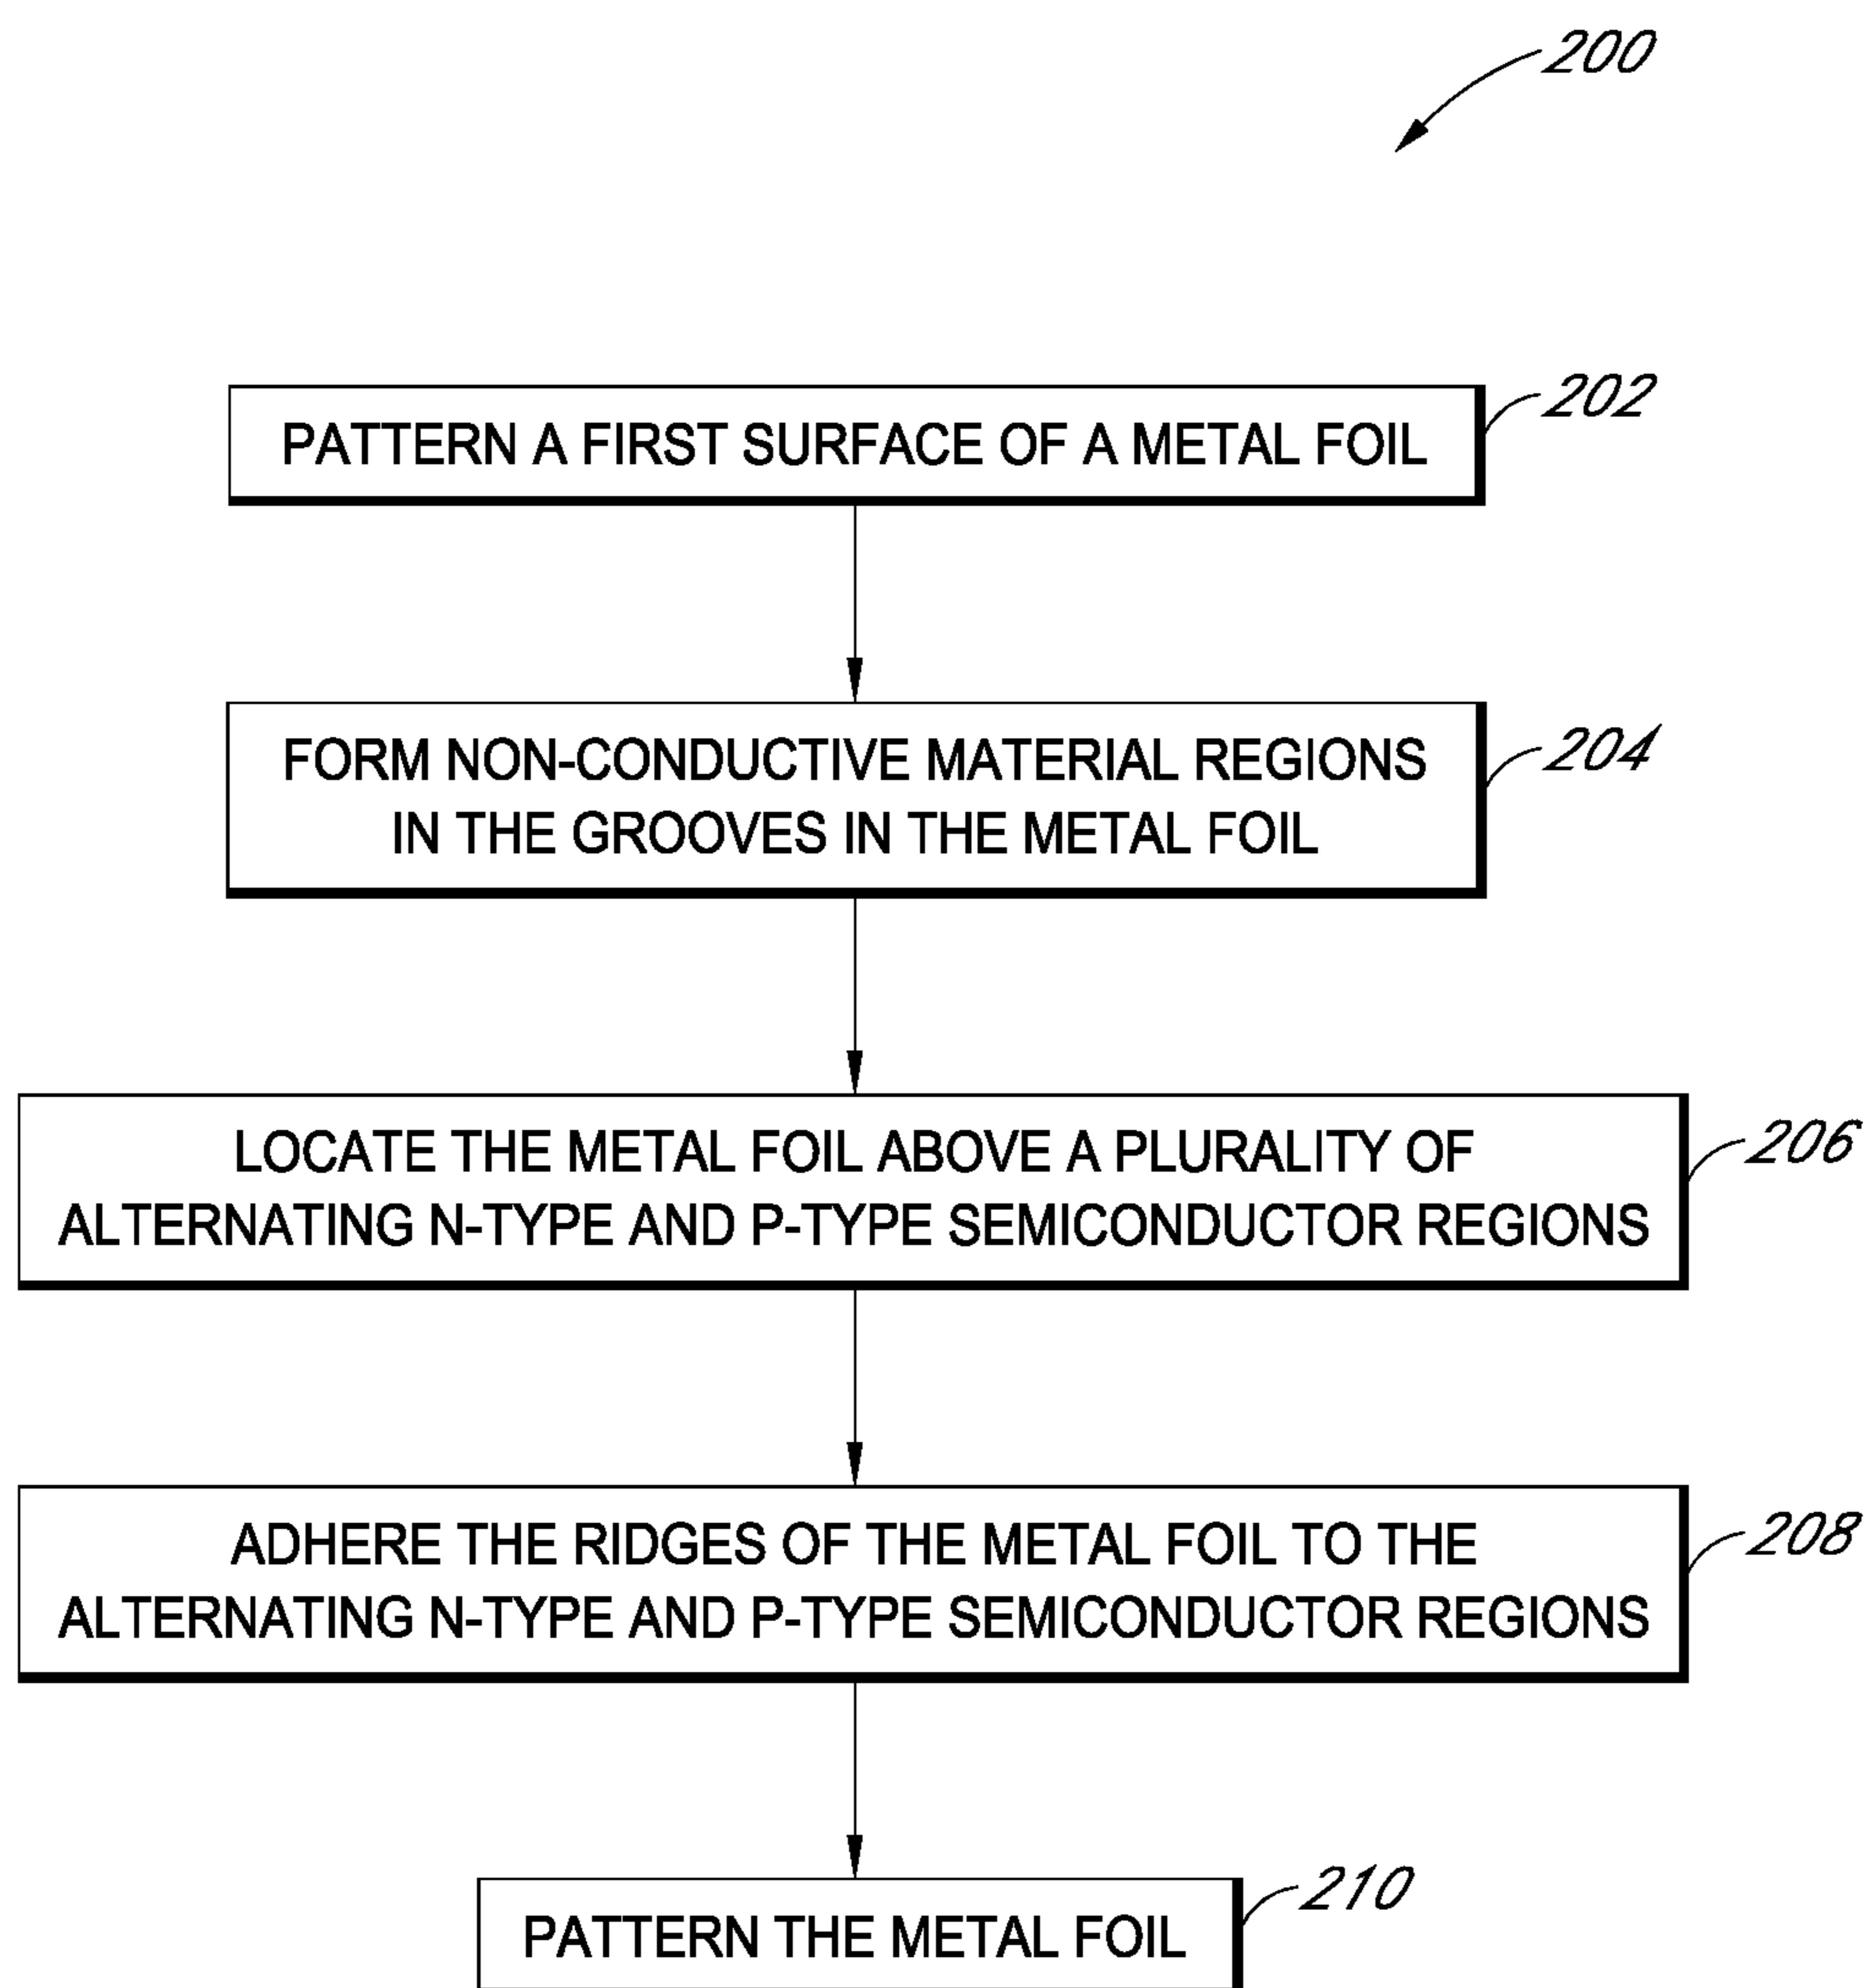 200
PATTERN A FIRST SURFACE OF A METAL FOIL
202
FORM NON-CONDUCTIVE MATERIAL REGIONS
IN THE GROOVES IN THE METAL FOIL
204
LOCATE THE METAL FOIL ABOVE A PLURALITY OF
ALTERNATING N-TYPE AND P-TYPE SEMICONDUCTOR REGIONS
206
ADHERE THE RIDGES OF THE METAL FOIL TO THE
ALTERNATING N-TYPE AND P-TYPE SEMICONDUCTOR REGIONS
208
PATTERN THE METAL FOIL
210